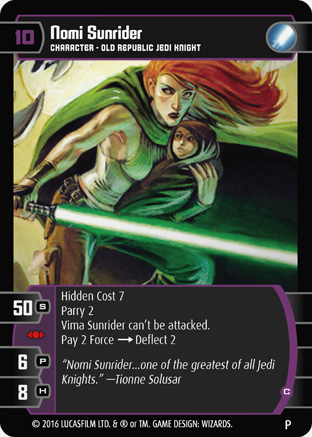 10
Nomi Sunrider
CHARACTER - OLD REPUBLIC JEDI KNIGHT
50 S
6 P
8 H
Hidden Cost 7
Parry 2
Vima Sunrider can't be attacked.
Pay 2 Force → Deflect 2
"Nomi Sunrider...one of the greatest of all Jedi
Knights." —Tionne Solusar
C
© 2016 LUCASFILM LTD. & ® or TM. GAME DESIGN: WIZARDS.
P